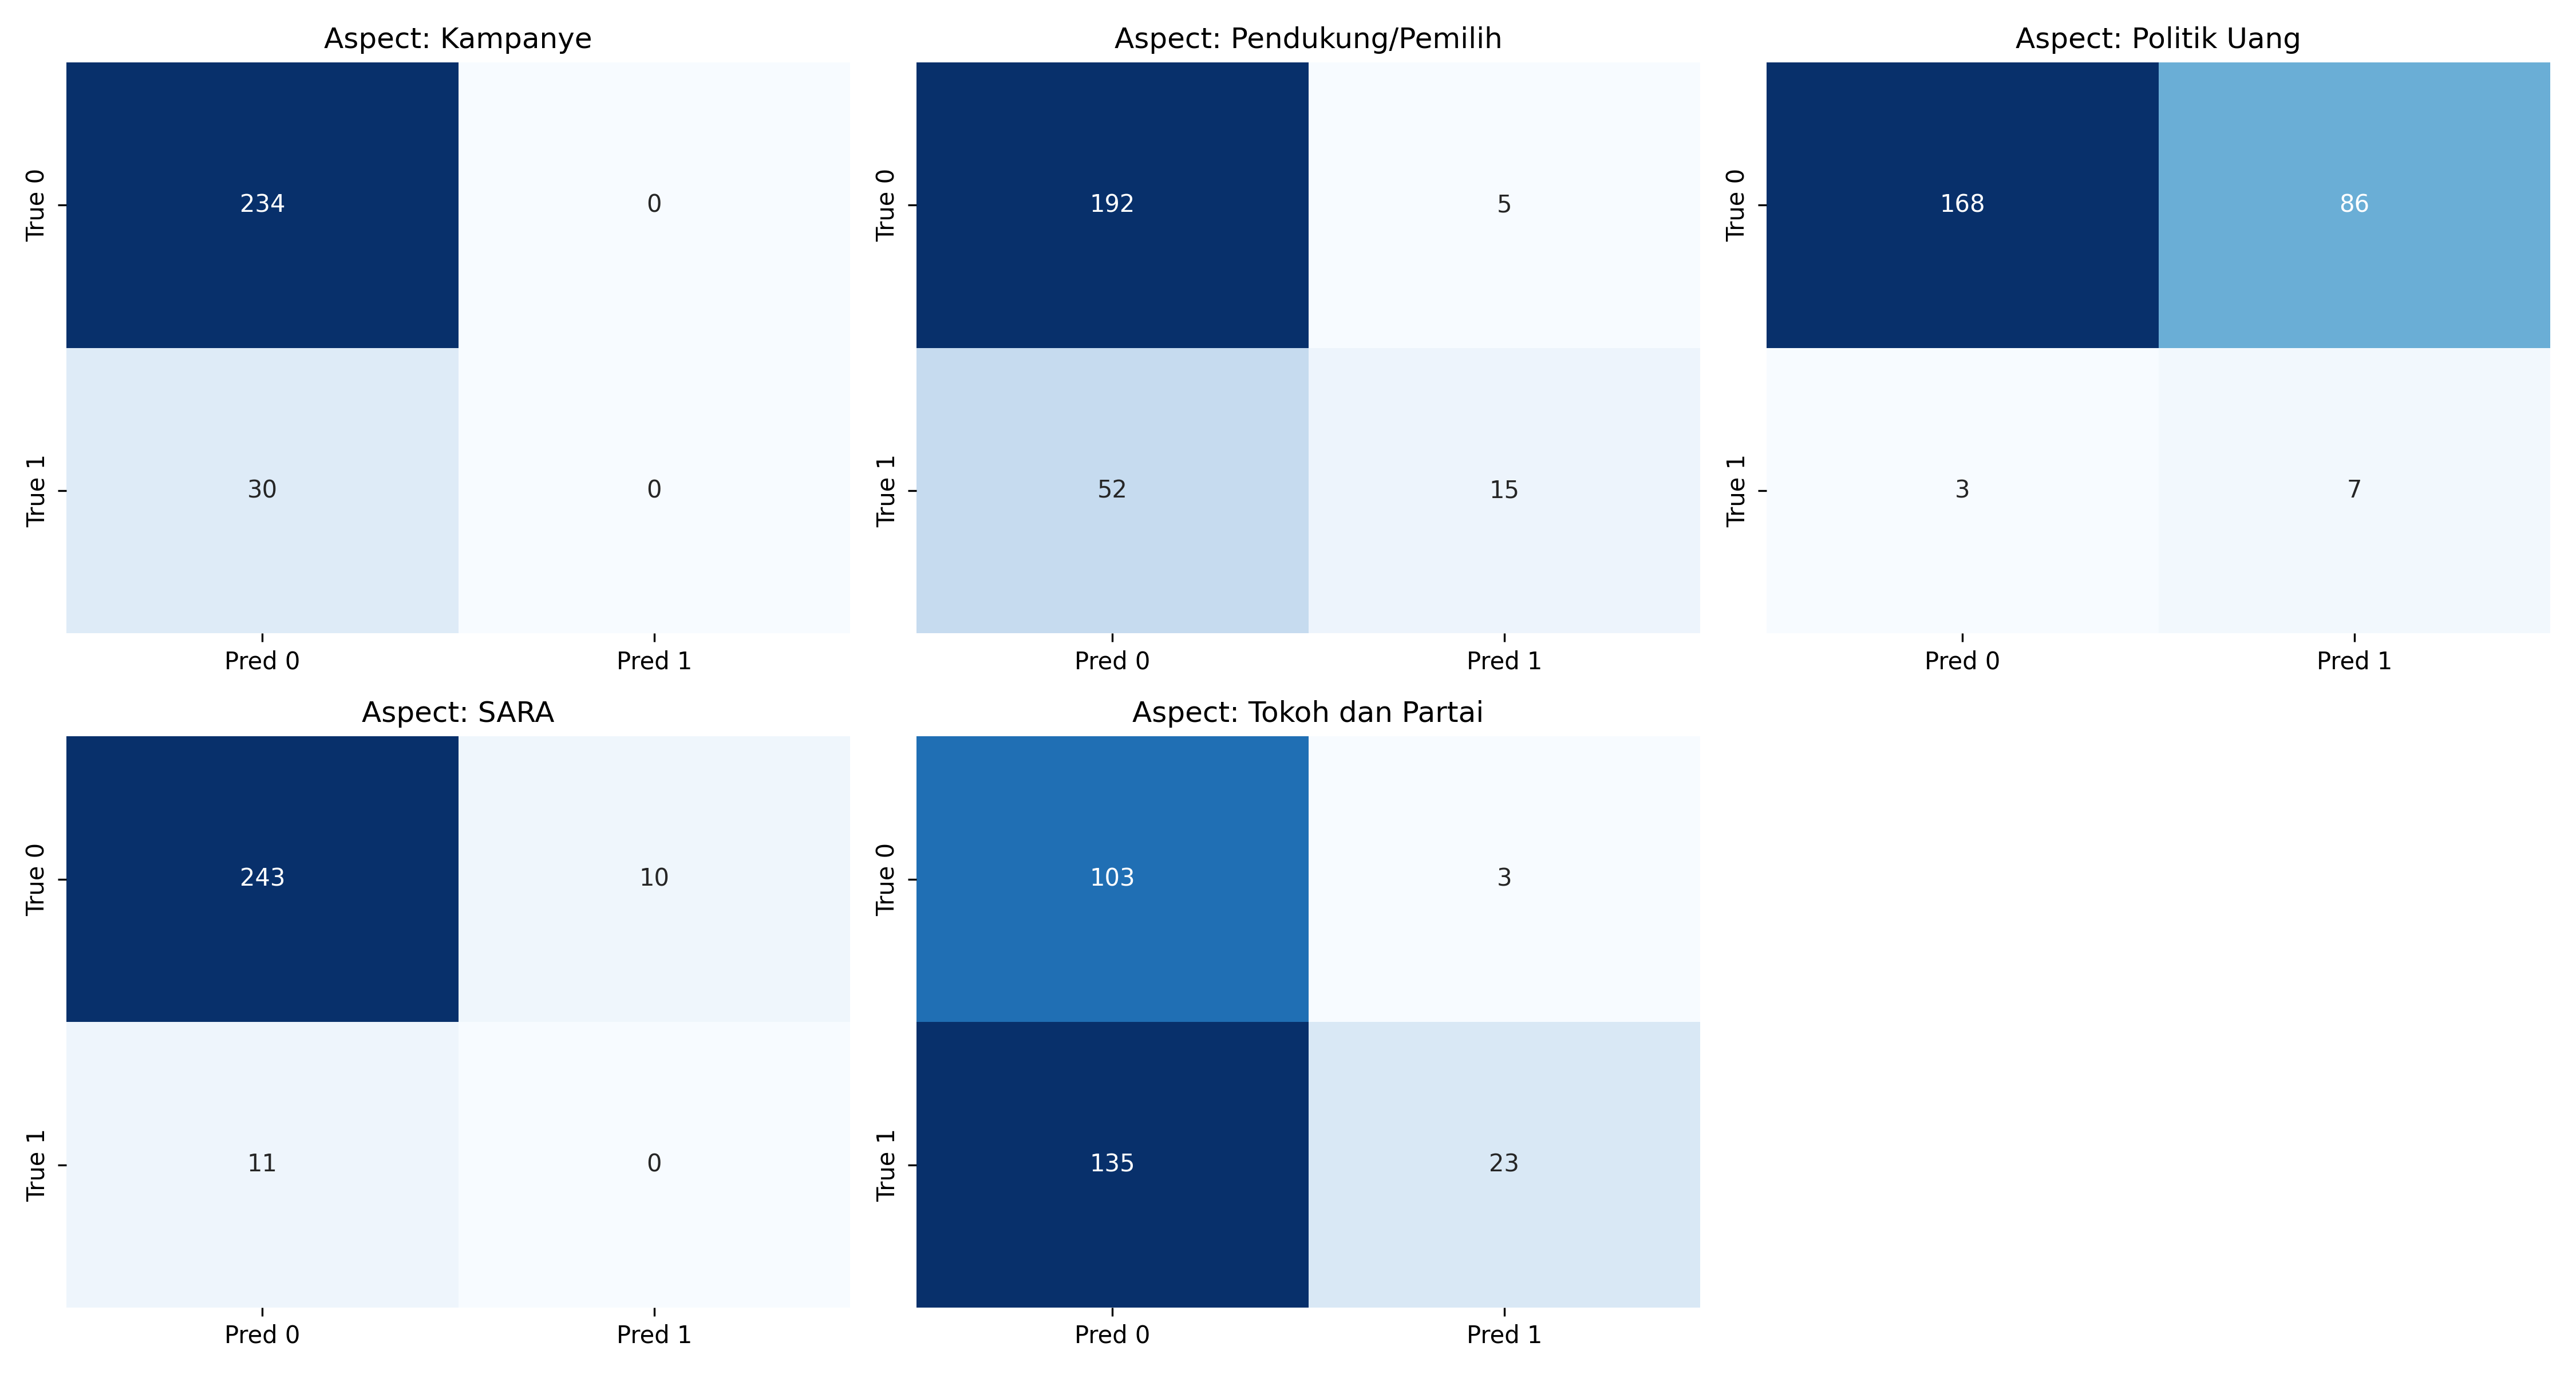 Aspect: Kampanye
True 0
234
0
True 1
30
0
Pred 0
Pred 1
Aspect: Pendukung/Pemilih
True 0
192
5
True 1
52
15
Pred 0
Pred 1
Aspect: Politik Uang
True 0
168
86
True 1
3
7
Pred 0
Pred 1
Aspect: SARA
True 0
243
10
True 1
11
0
Pred 0
Pred 1
Aspect: Tokoh dan Partai
True 0
103
3
True 1
135
23
Pred 0
Pred 1